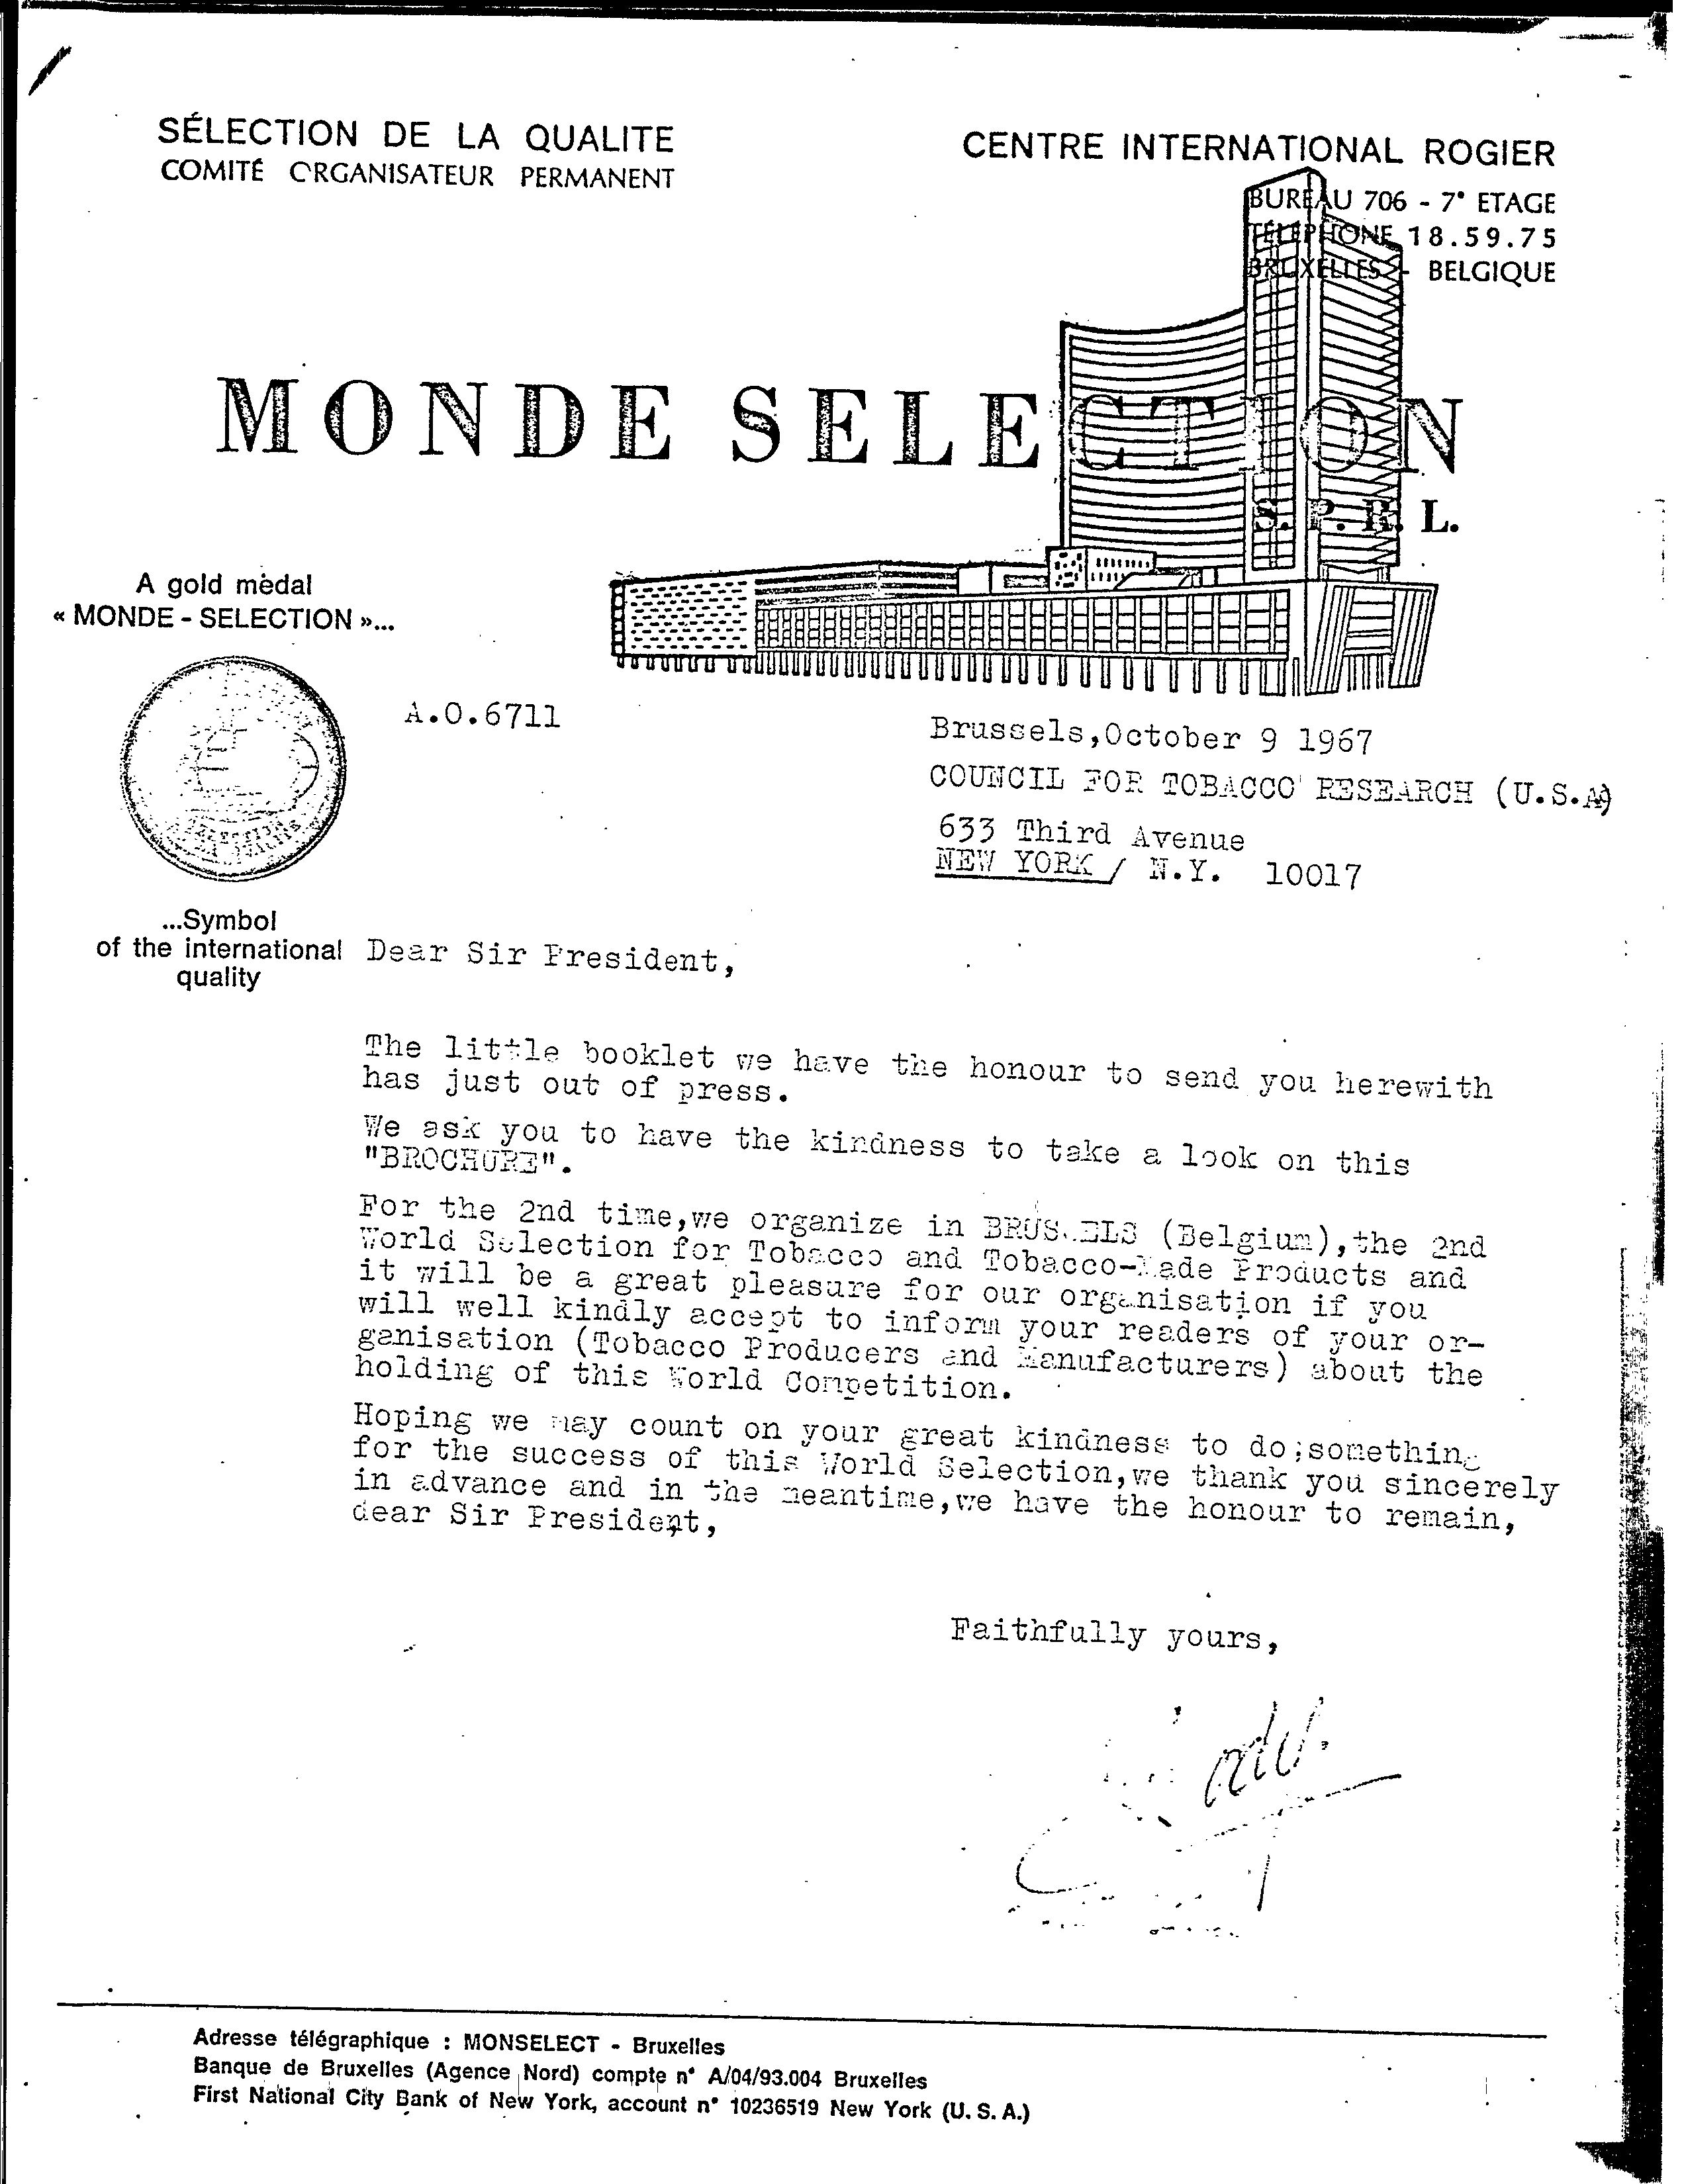 SÉLECTION DE LA QUALITE
COMITÉ ORGANISATEUR PERMANENT
CENTRE INTERNATIONAL ROGIER
BUREAU 706 - 7° ETAGE
TÉLÉPHONE 18.59.75
BRUXELLES - BELGIQUE
MONDE SELECTION
S. P. R. L.
A gold medal
« MONDE - SELECTION »...
A.O.6711
Brussels,October 9 1967
COUNCIL FOR TOBACCO RESEARCH (U.S.A)
633 Third Avenue
NEW YORK / N.Y. 10017
...Symbol
of the international
quality
Dear Sir President,
The little booklet we have the honour to send you herewith
has just out of press.
We ask you to have the kindness to take a look on this
"BROCHURE".
For the 2nd time,we organize in BRUSSELS (Belgium),the 2nd
World Selection for Tobacco and Tobacco-Made Products and
it will be a great pleasure for our organisation if you
will well kindly accept to inform your readers of your or-
ganisation (Tobacco Producers and Manufacturers) about the
holding of this World Competition.
Hoping we may count on your great kindness to do something
for the success of this World Selection,we thank you sincerely
in advance and in the meantime,we have the honour to remain,
dear Sir President,
Faithfully yours,
Adresse télégraphique : MONSELECT - Bruxelles
Banque de Bruxelles (Agence Nord) compte n° A/04/93.004 Bruxelles
First National City Bank of New York, account n° 10236519 New York (U. S. A.)